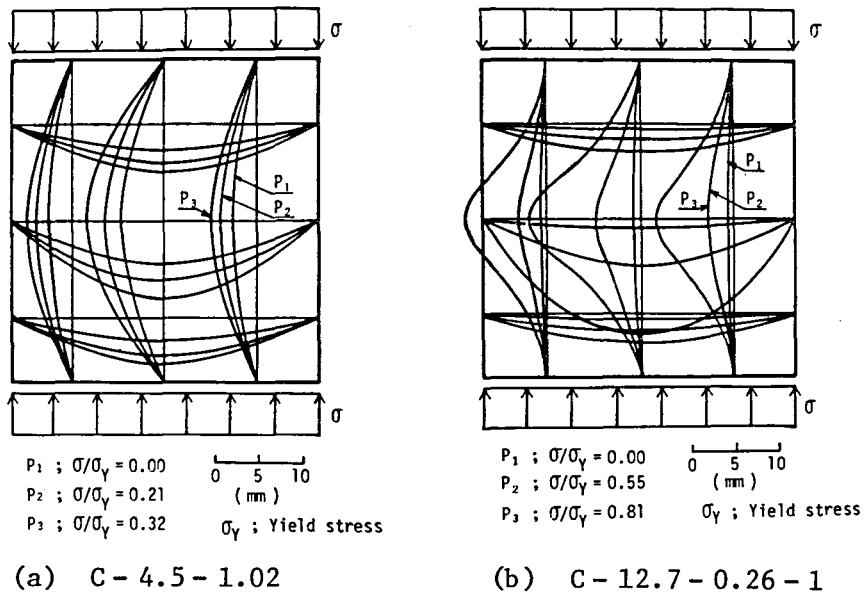 σ
σ
P₁
P₃
P₂
P₁
P₃
P₂
σ
σ
P₁ ; σ/σY = 0.00
P₂ ; σ/σY = 0.21
P₃ ; σ/σY = 0.32
0 5 10
(mm)
σY ; Yield stress
P₁ ; σ/σY = 0.00
P₂ ; σ/σY = 0.55
P₃ ; σ/σY = 0.81
0 5 10
(mm)
σY ; Yield stress
(a) C - 4.5 - 1.02
(b) C - 12.7 - 0.26 - 1